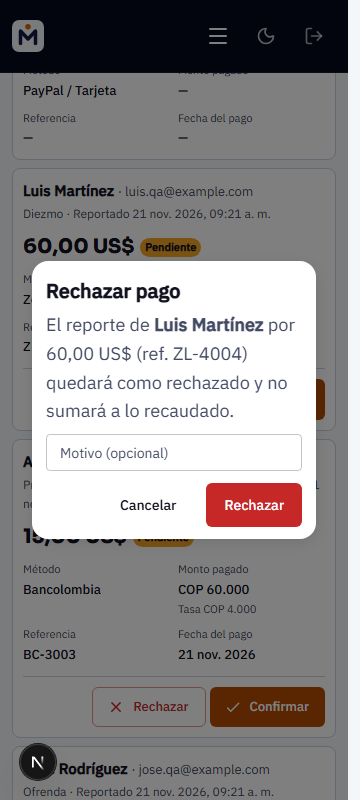 M
PayPal / Tarjeta
—
Referencia
Fecha del pago
—
—
Luis Martínez · luis.qa@example.com
Diezmo · Reportado 21 nov. 2026, 09:21 a. m.
60,00 US$ Pendiente
Rechazar pago
El reporte de Luis Martínez por
60,00 US$ (ref. ZL-4004)
quedará como rechazado y no
sumará a lo recaudado.
Motivo (opcional)
Cancelar
Rechazar
Método
Monto pagado
Bancolombia
COP 60.000
Tasa COP 4.000
Referencia
Fecha del pago
BC-3003
21 nov. 2026
Rechazar
Confirmar
N
Rodríguez · jose.qa@example.com
Ofrenda · Reportado 21 nov. 2026, 09:21 a. m.